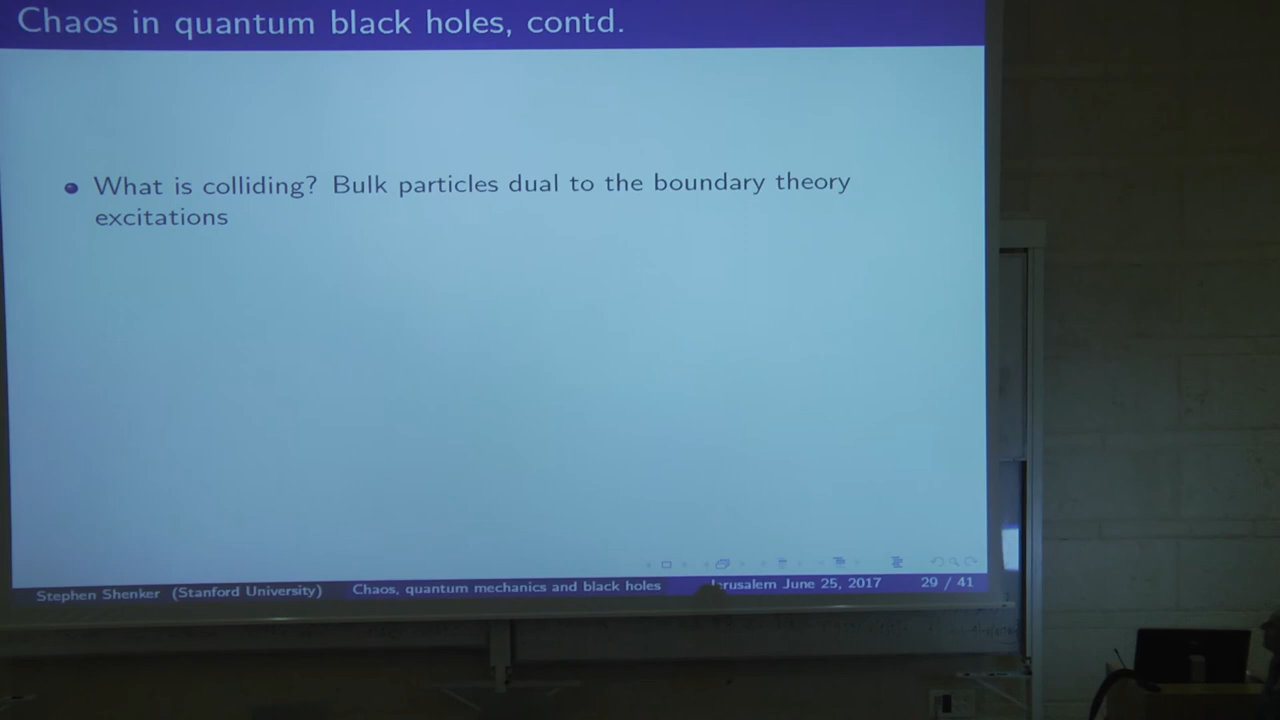 Chaos in quantum black holes, contd.
What is colliding? Bulk particles dual to the boundary theory
excitations
Stephen Shenker (Stanford University) Chaos, quantum mechanics and black holes Jerusalem June 25, 2017 29 / 41